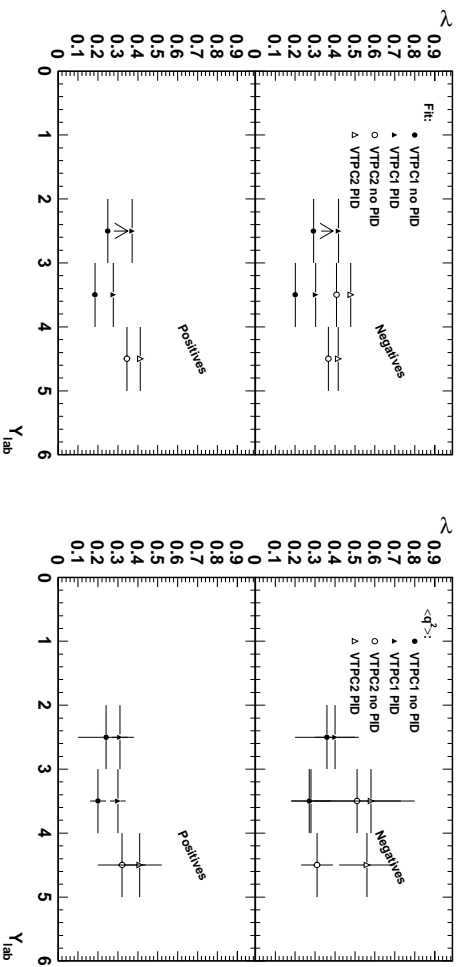 λ
0.9
0.8
0.7
0.6
0.5
0.4
0.3
0.2
0.1
0
Fit:
VTPC1 no PID
VTPC1 PID
VTPC2 no PID
VTPC2 PID
Negatives
0.9
0.8
0.7
0.6
0.5
0.4
0.3
0.2
0.1
0
Positives
0 1 2 3 4 5 6
Y_lab
λ
0.9
0.8
0.7
0.6
0.5
0.4
0.3
0.2
0.1
0
<q²>:
VTPC1 no PID
VTPC1 PID
VTPC2 no PID
VTPC2 PID
Negatives
0.9
0.8
0.7
0.6
0.5
0.4
0.3
0.2
0.1
0
Positives
0 1 2 3 4 5 6
Y_lab